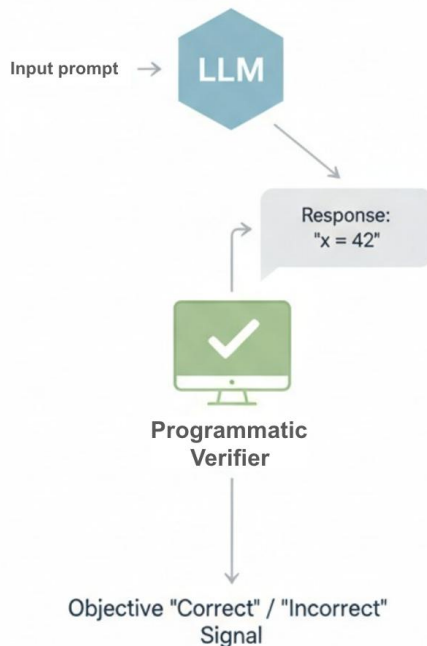 Input prompt
LLM
Response:
"x = 42"
Programmatic
Verifier
Objective "Correct" / "Incorrect"
Signal